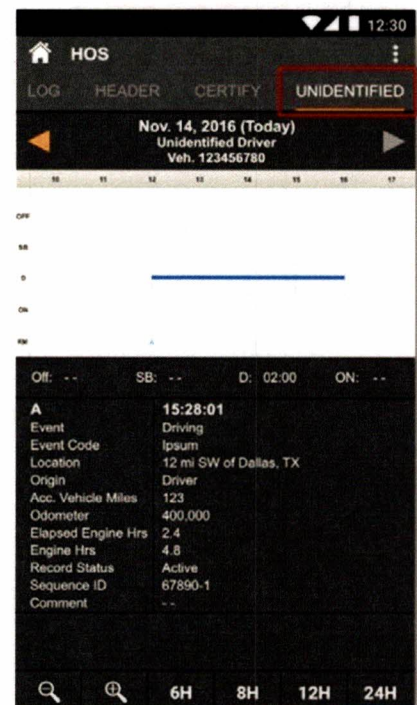 12:30
HOS
LOG HEADER CERTIFY UNIDENTIFIED
Nov. 14, 2016 (Today)
Unidentified Driver
Veh. 123456780
10 11 12 13 14 15 16 17
OFF
SB
D
ON
RM
A
Off: -- SB: -- D: 02:00 ON: --
A 15:28:01
Event Driving
Event Code Ipsum
Location 12 mi SW of Dallas, TX
Origin Driver
Acc. Vehicle Miles 123
Odometer 400,000
Elapsed Engine Hrs 2.4
Engine Hrs 4.8
Record Status Active
Sequence ID 67890-1
Comment --
6H 8H 12H 24H